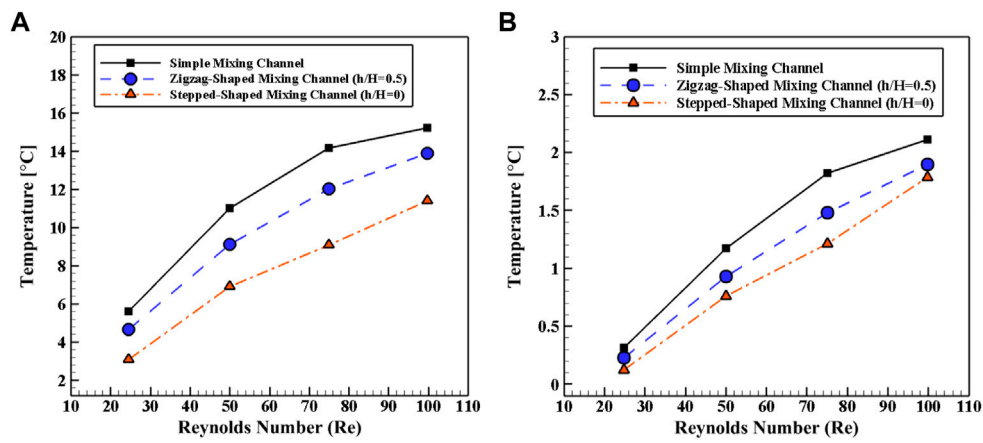 A
20
18
16
14
12
10
8
6
4
2
Temperature [°C]
Simple Mixing Channel
Zigzag-Shaped Mixing Channel (h/H=0.5)
Stepped-Shaped Mixing Channel (h/H=0)
10 20 30 40 50 60 70 80 90 100 110
Reynolds Number (Re)
B
3
2.5
2
1.5
1
0.5
0
Temperature [°C]
Simple Mixing Channel
Zigzag-Shaped Mixing Channel (h/H=0.5)
Stepped-Shaped Mixing Channel (h/H=0)
10 20 30 40 50 60 70 80 90 100 110
Reynolds Number (Re)